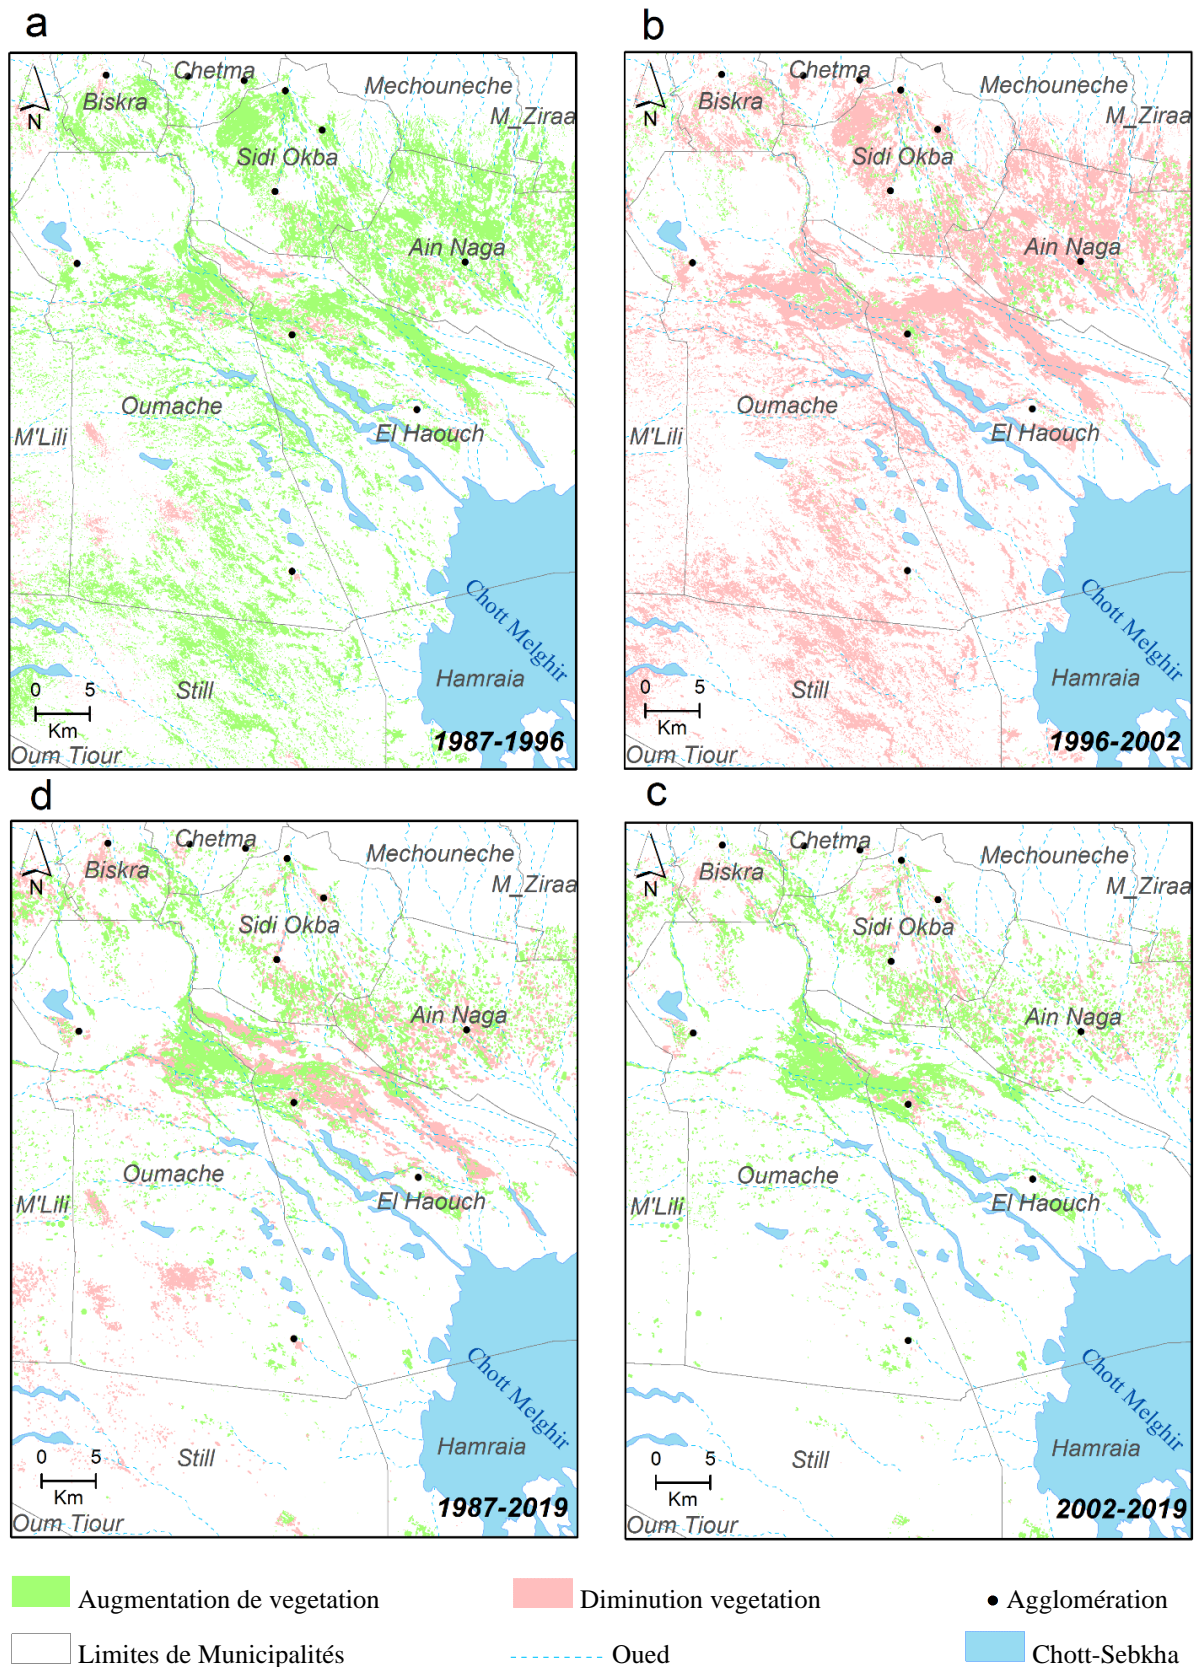 a
Chetma
Biskra
Mechouneche
M_Ziraa
N
Sidi Okba
Ain Naga
Oumache
M'Lili
El Haouch
Chott Melghir
Hamraia
Still
0 5
Km
Oum Tiour
1987-1996
b
Chetma
Biskra
Mechouneche
M_Ziraa
N
Sidi Okba
Ain Naga
Oumache
M'Lili
El Haouch
Chott Melghir
Hamraia
Still
0 5
Km
Oum Tiour
1996-2002
d
Chetma
Biskra
Mechouneche
M_Ziraa
N
Sidi Okba
Ain Naga
Oumache
M'Lili
El Haouch
Chott Melghir
Hamraia
Still
0 5
Km
Oum Tiour
1987-2019
c
Chetma
Biskra
Mechouneche
M_Ziraa
N
Sidi Okba
Ain Naga
Oumache
M'Lili
El Haouch
Chott Melghir
Hamraia
Still
0 5
Km
Oum Tiour
2002-2019
Augmentation de vegetation
Diminution vegetation
Agglomération
Limites de Municipalités
Oued
Chott-Sebkha